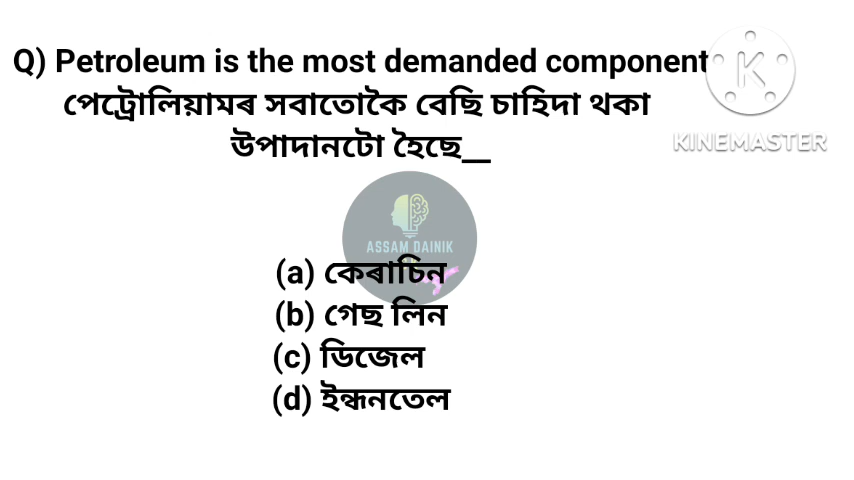 Q) Petroleum is the most demanded component
পেট্ৰোলিয়ামৰ সবাতোকৈ বেছি চাহিদা থকা
উপাদানটো হৈছে__
KINEMASTER
ASSAM DAINIK
(a) কেৰাচিন
(b) গেছ লিন
(c) ডিজেল
(d) ইন্ধনতেল